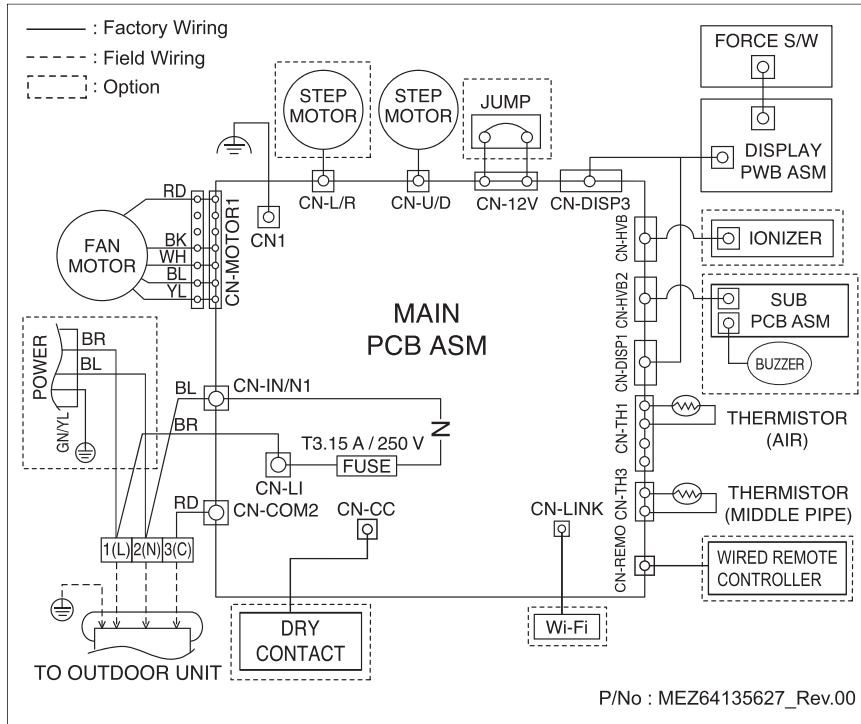 : Factory Wiring
: Field Wiring
: Option
FORCE S/W
DISPLAY
PWB ASM
STEP
MOTOR
STEP
MOTOR
JUMP
CN-L/R
CN-U/D
CN-12V
CN-DISP3
CN1
RD
BK
WH
BL
YL
FAN
MOTOR
CN-MOTOR1
CN-HVB
IONIZER
CN-HVB2
SUB
PCB ASM
BUZZER
MAIN
PCB ASM
CN-DISP1
POWER
BR
BL
GN/YL
BL
CN-IN/N1
BR
T3.15 A / 250 V
FUSE
N
CN-LI
CN-TH1
THERMISTOR
(AIR)
RD
CN-COM2
CN-CC
CN-LINK
CN-TH3
THERMISTOR
(MIDDLE PIPE)
1(L) 2(N) 3(C)
CN-REMO
WIRED REMOTE
CONTROLLER
DRY
CONTACT
Wi-Fi
TO OUTDOOR UNIT
P/No : MEZ64135627_Rev.00